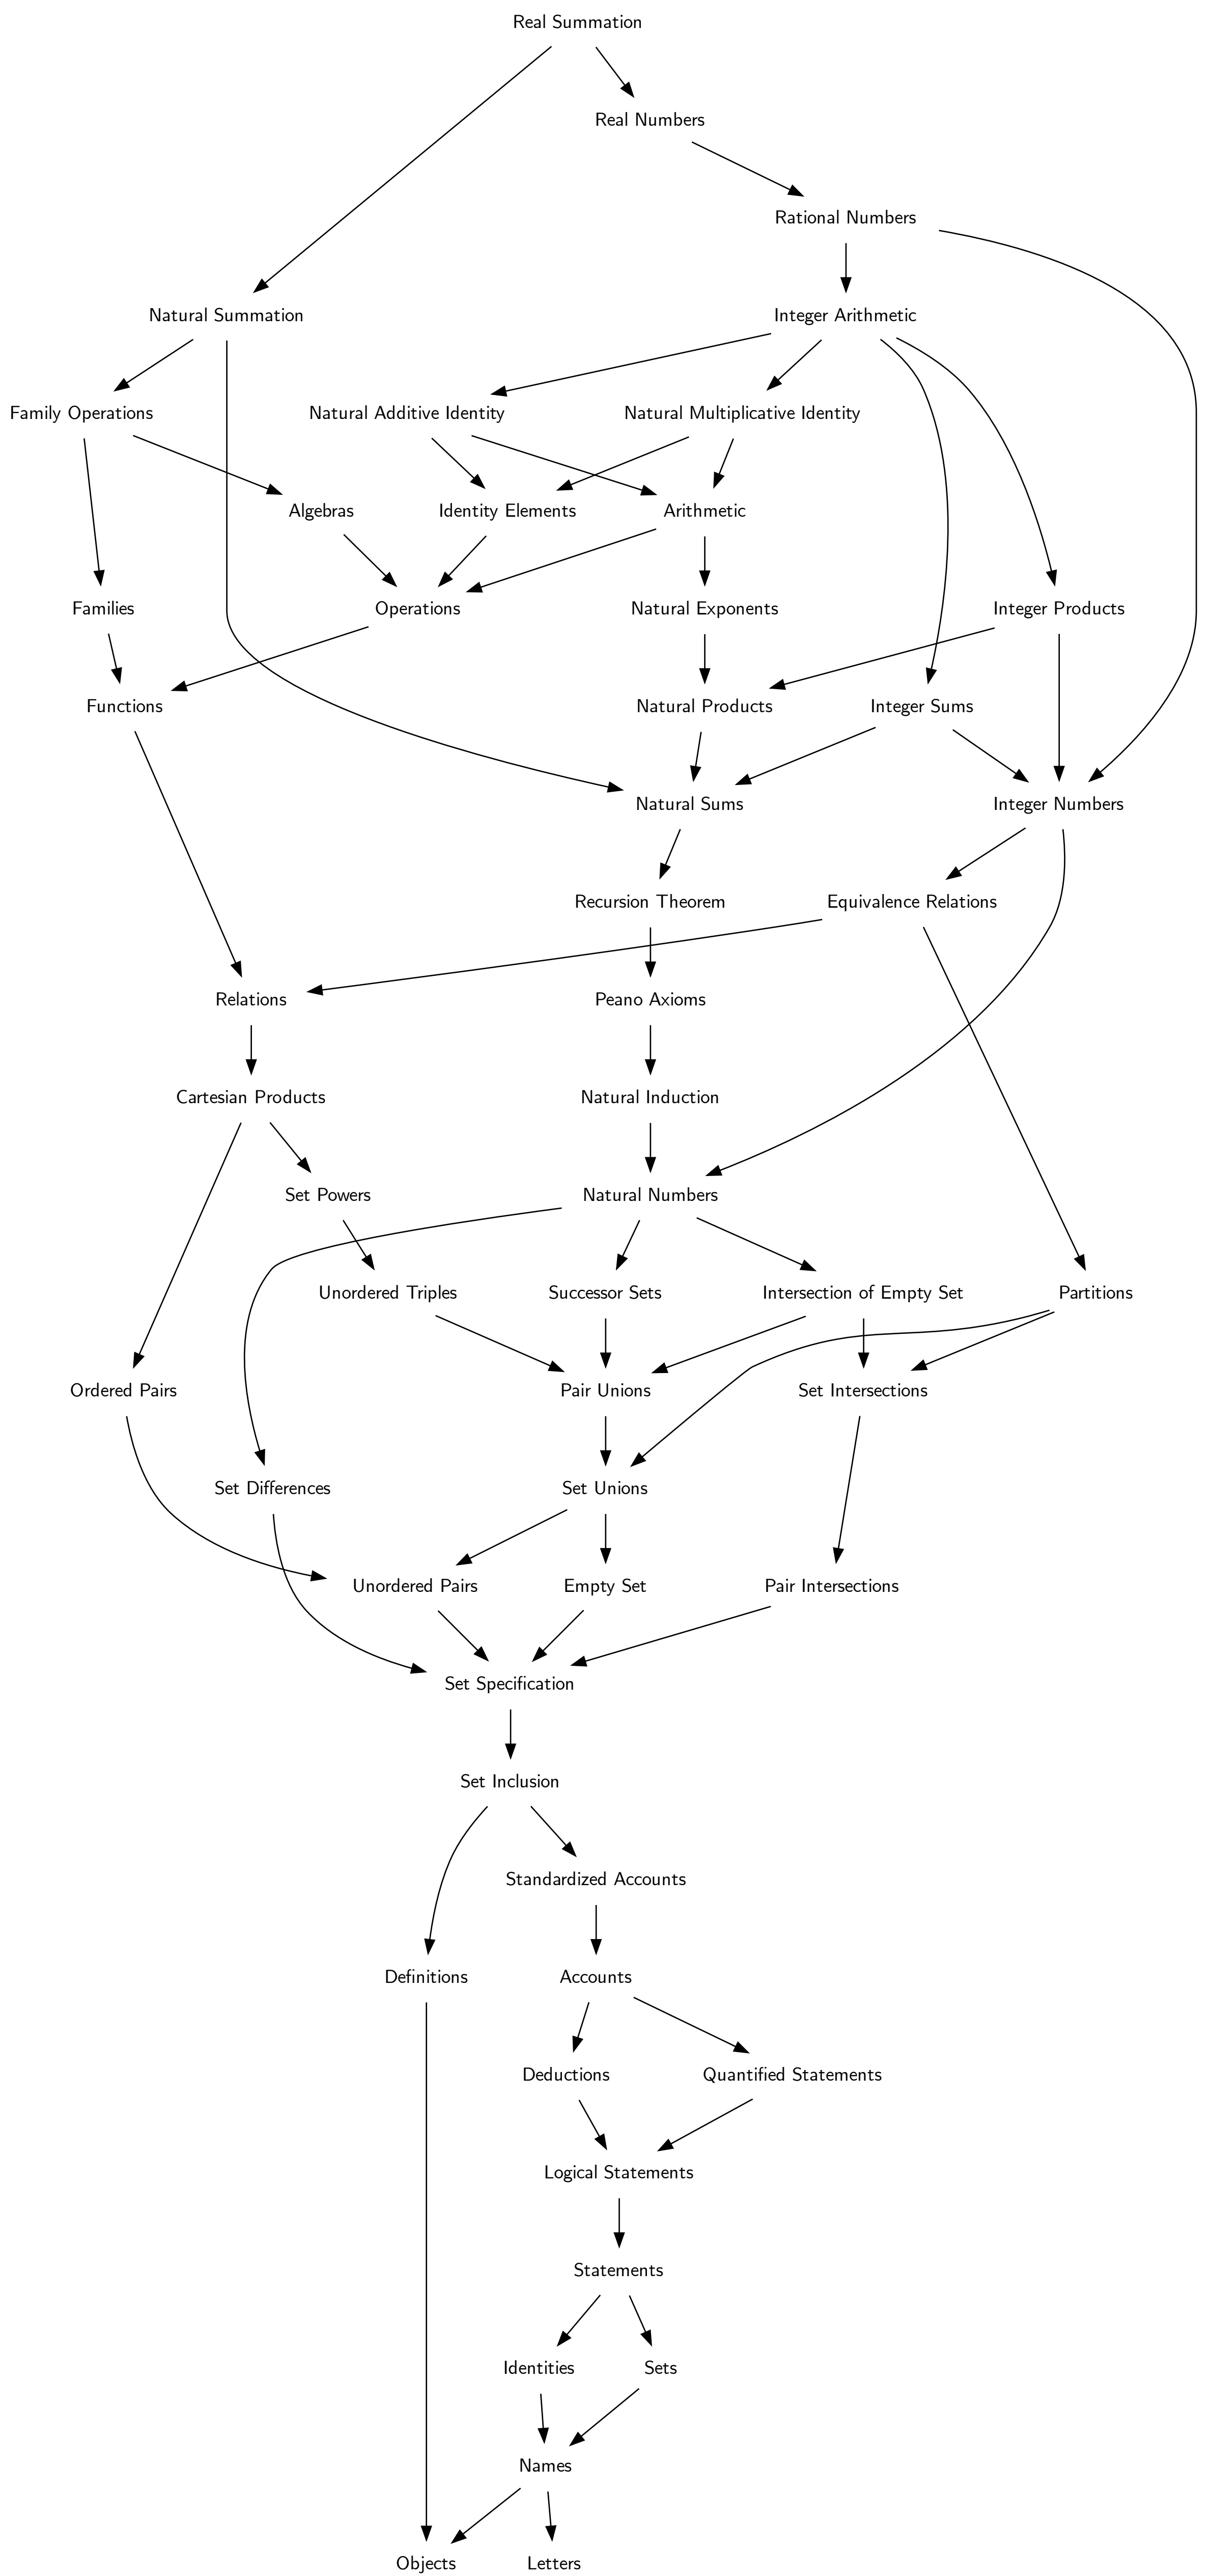 Real Summation
Real Numbers
Rational Numbers
Natural Summation
Integer Arithmetic
Family Operations
Natural Additive Identity
Natural Multiplicative Identity
Algebras
Identity Elements
Arithmetic
Families
Operations
Natural Exponents
Integer Products
Functions
Natural Products
Integer Sums
Natural Sums
Integer Numbers
Recursion Theorem
Equivalence Relations
Relations
Peano Axioms
Cartesian Products
Natural Induction
Set Powers
Natural Numbers
Unordered Triples
Successor Sets
Intersection of Empty Set
Partitions
Ordered Pairs
Pair Unions
Set Intersections
Set Differences
Set Unions
Unordered Pairs
Empty Set
Pair Intersections
Set Specification
Set Inclusion
Standardized Accounts
Definitions
Accounts
Deductions
Quantified Statements
Logical Statements
Statements
Identities
Sets
Names
Objects
Letters